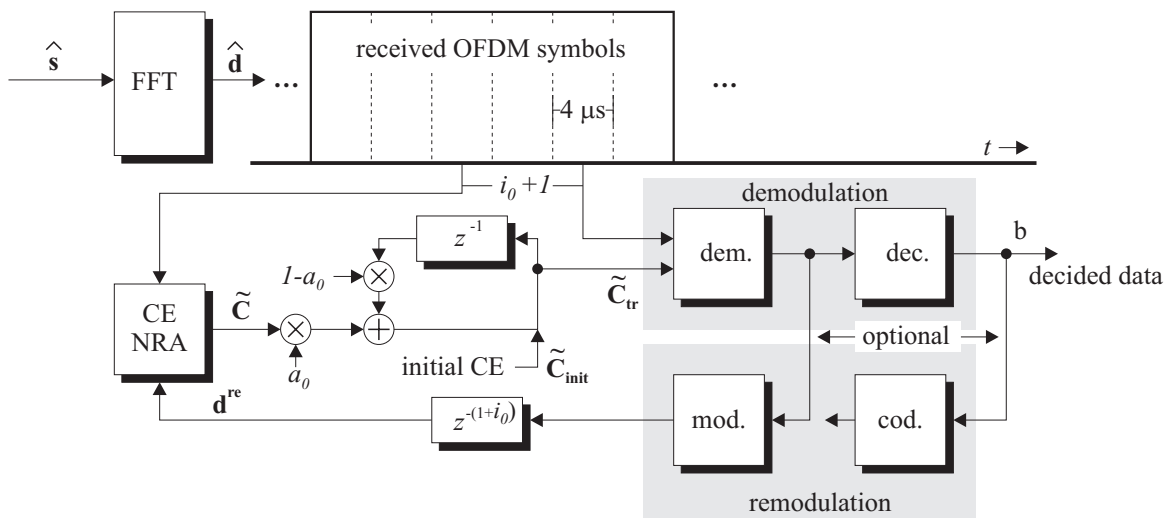 ŝ
FFT
d̂
...
received OFDM symbols
4 μs
...
t
i₀+1
demodulation
z⁻¹
dem.
dec.
b
decided data
1-a₀
×
C̃ₜᵣ
CE
NRA
C̃
×
+
optional
a₀
initial CE
C̃ᵢₙᵢₜ
dʳᵉ
z^-(1+i₀)
mod.
cod.
remodulation